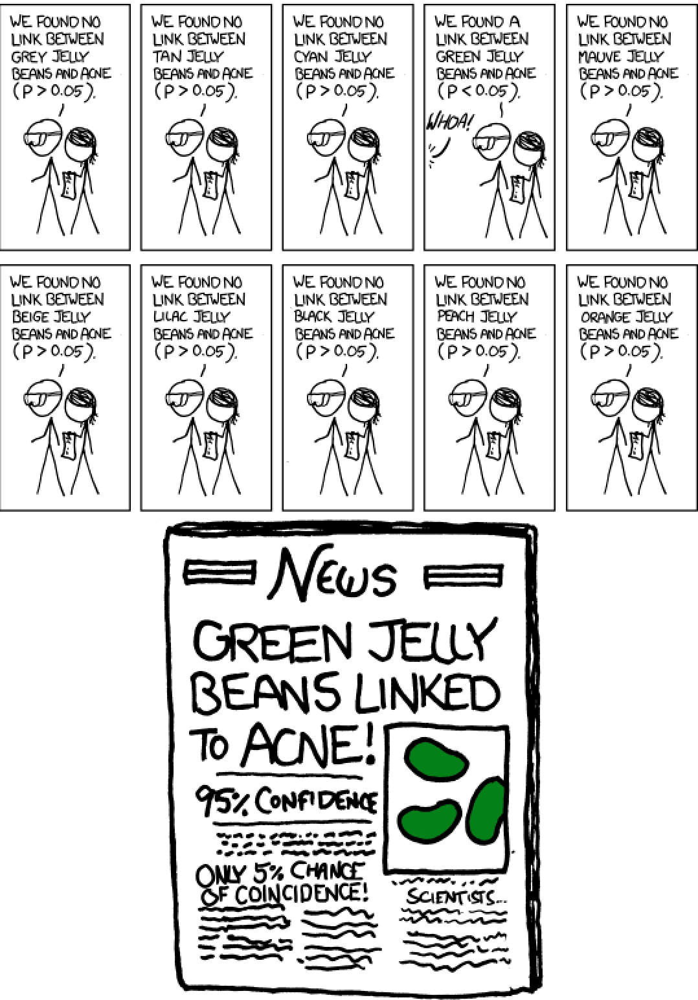 WE FOUND NO
LINK BETWEEN
GREY JELLY
BEANS AND ACNE
(P > 0.05).
WE FOUND NO
LINK BETWEEN
TAN JELLY
BEANS AND ACNE
(P > 0.05).
WE FOUND NO
LINK BETWEEN
CYAN JELLY
BEANS AND ACNE
(P > 0.05).
WE FOUND A
LINK BETWEEN
GREEN JELLY
BEANS AND ACNE
(P < 0.05).
WHOA!
WE FOUND NO
LINK BETWEEN
MAUVE JELLY
BEANS AND ACNE
(P > 0.05).
WE FOUND NO
LINK BETWEEN
BEIGE JELLY
BEANS AND ACNE
(P > 0.05).
WE FOUND NO
LINK BETWEEN
LILAC JELLY
BEANS AND ACNE
(P > 0.05).
WE FOUND NO
LINK BETWEEN
BLACK JELLY
BEANS AND ACNE
(P > 0.05).
WE FOUND NO
LINK BETWEEN
PEACH JELLY
BEANS AND ACNE
(P > 0.05).
WE FOUND NO
LINK BETWEEN
ORANGE JELLY
BEANS AND ACNE
(P > 0.05).
NEWS
GREEN JELLY
BEANS LINKED
TO ACNE!
95% CONFIDENCE
ONLY 5% CHANCE
OF COINCIDENCE!
SCIENTISTS...